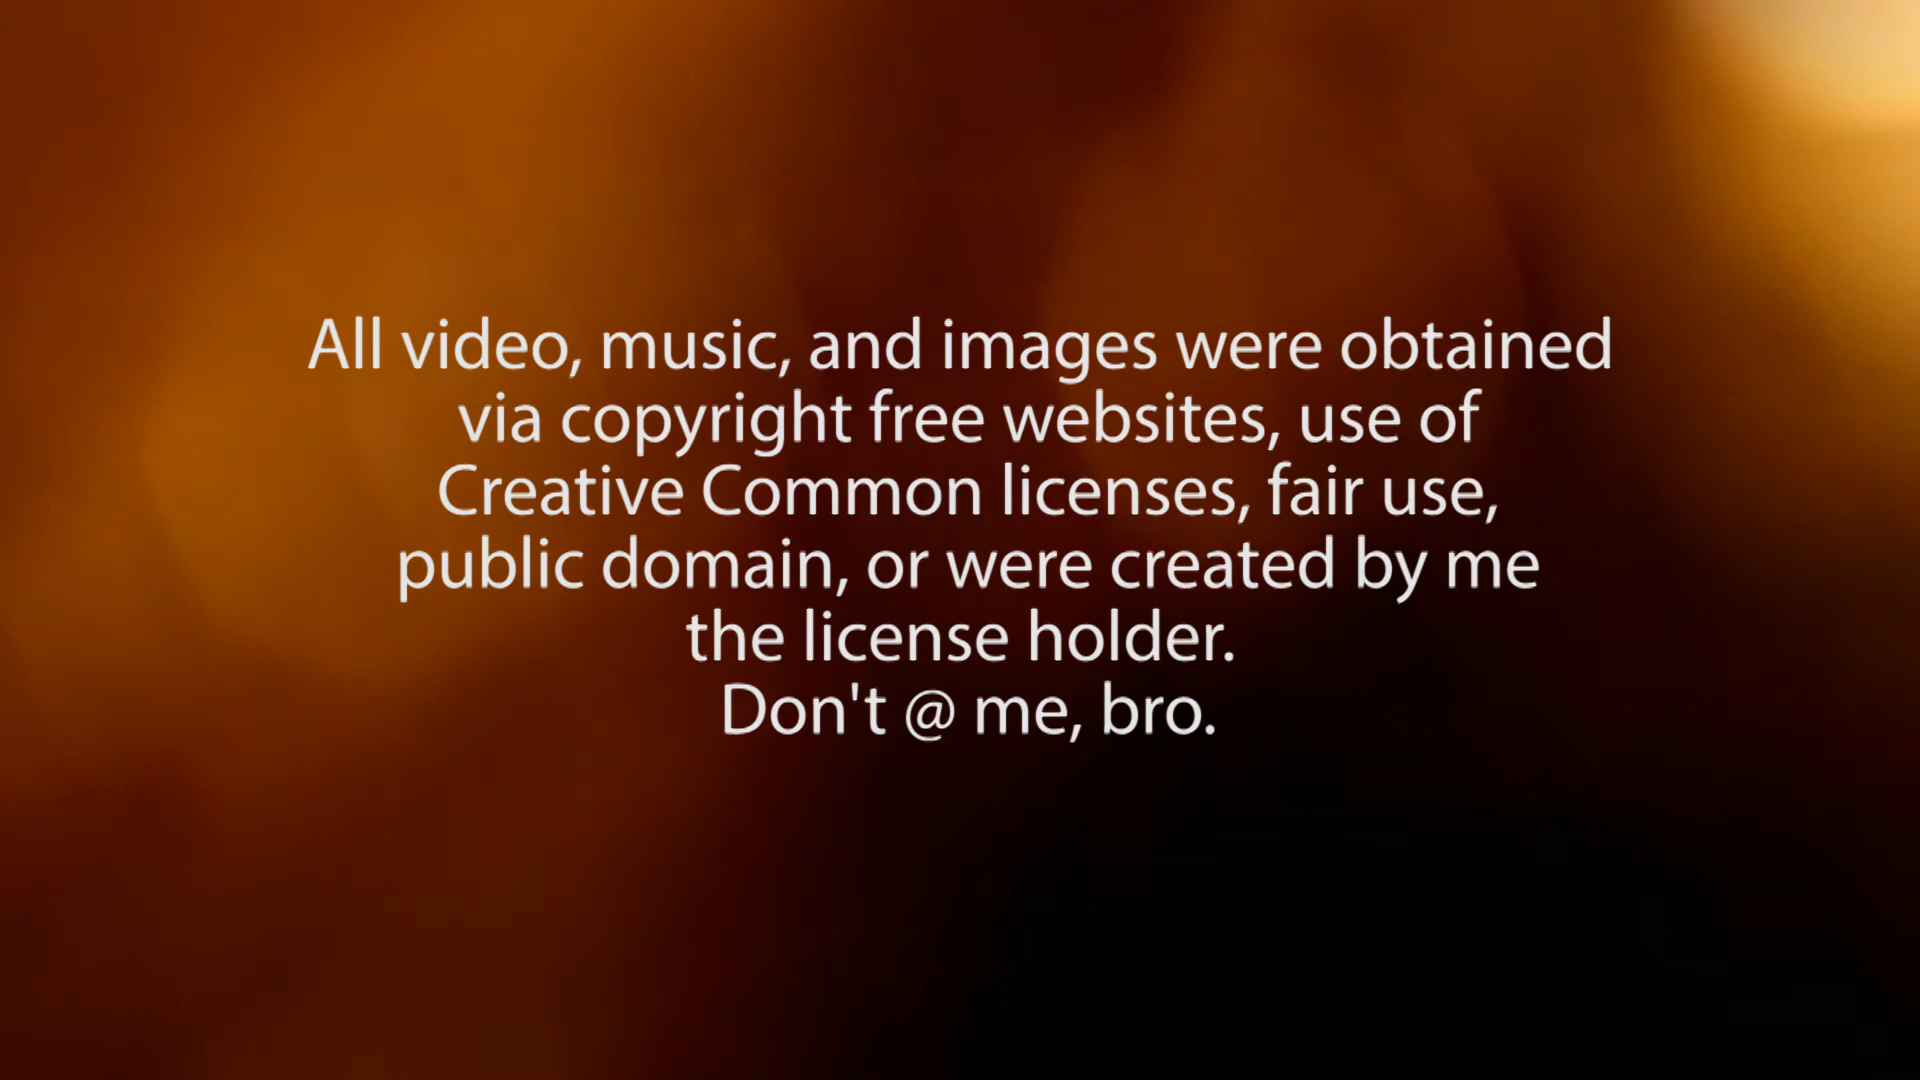 All video, music, and images were obtained
via copyright free websites, use of
Creative Common licenses, fair use,
public domain, or were created by me
the license holder.
Don't @ me, bro.